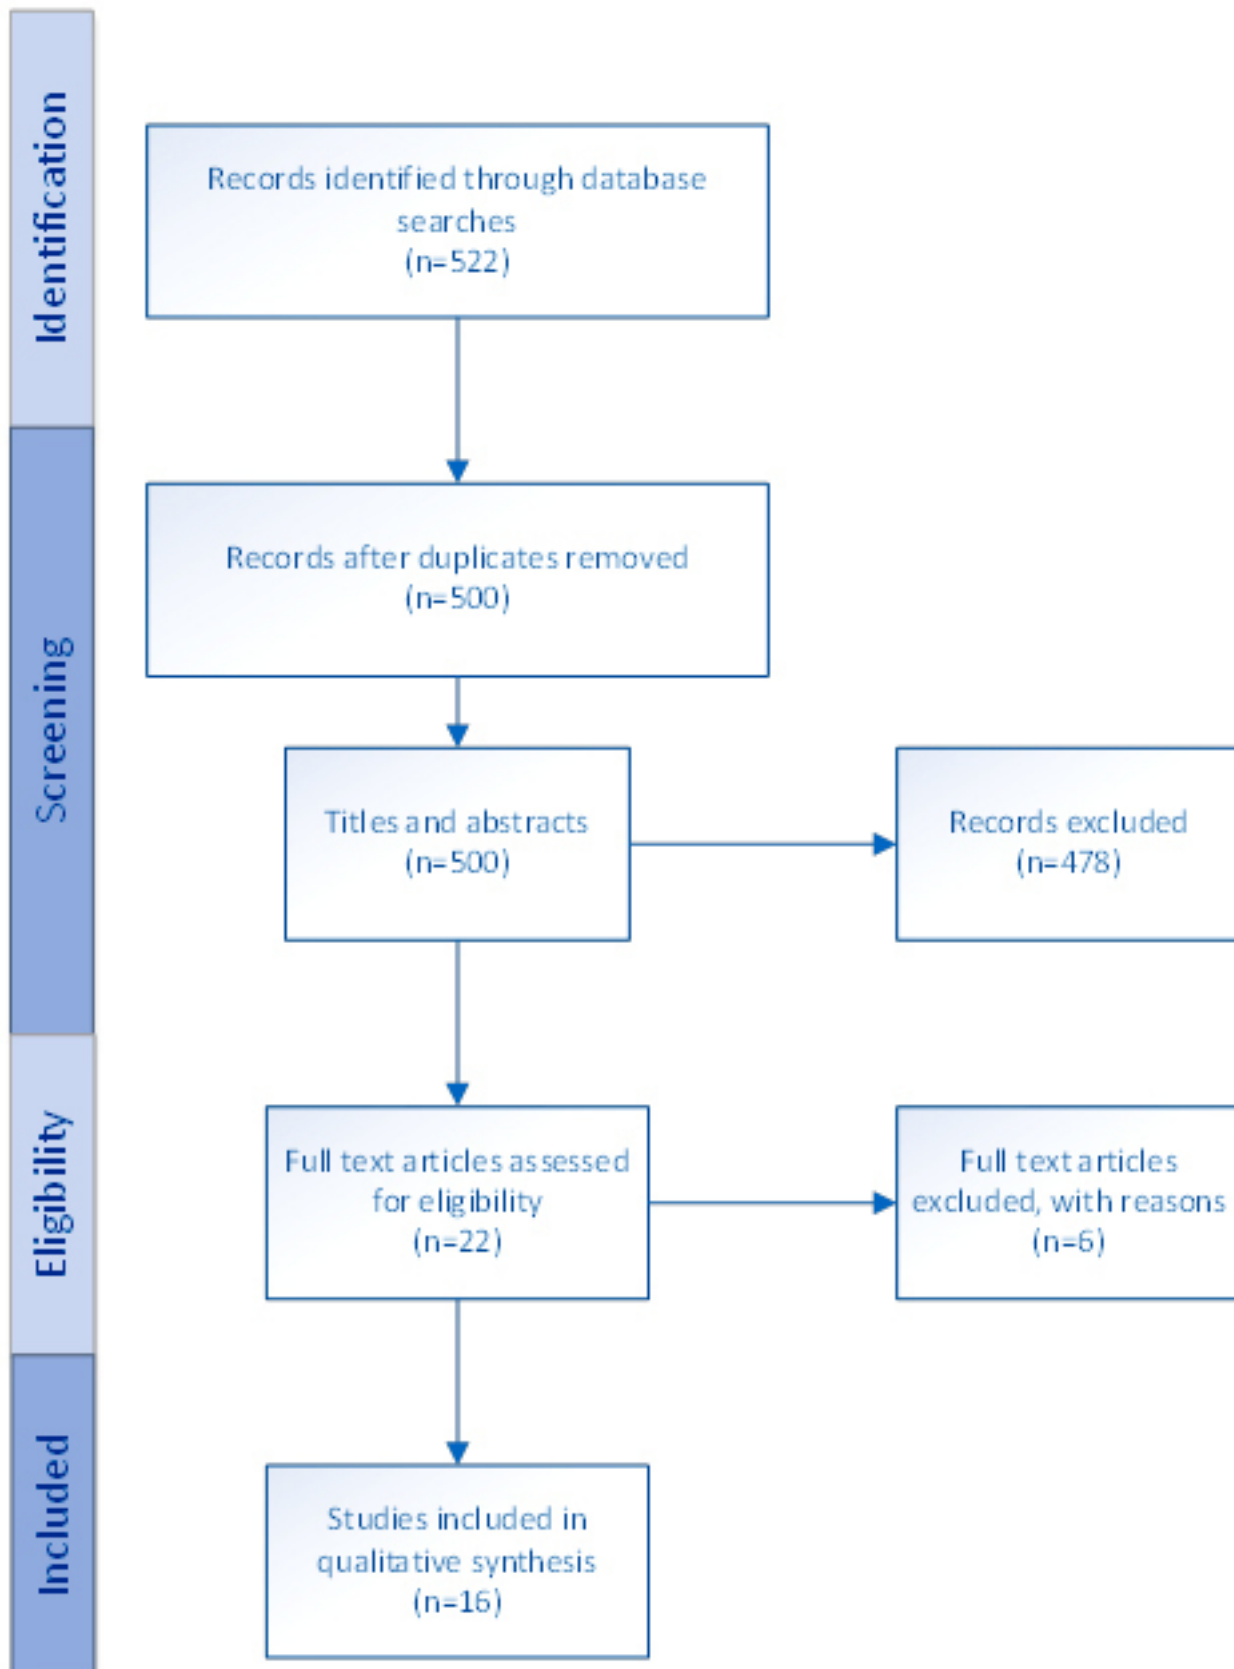 Identification
Records identified through database
searches
(n=522)
Screening
Records after duplicates removed
(n=500)
Titles and abstracts
(n=500)
Records excluded
(n=478)
Eligibility
Full text articles assessed
for eligibility
(n=22)
Full text articles
excluded, with reasons
(n=6)
Included
Studies included in
qualitative synthesis
(n=16)